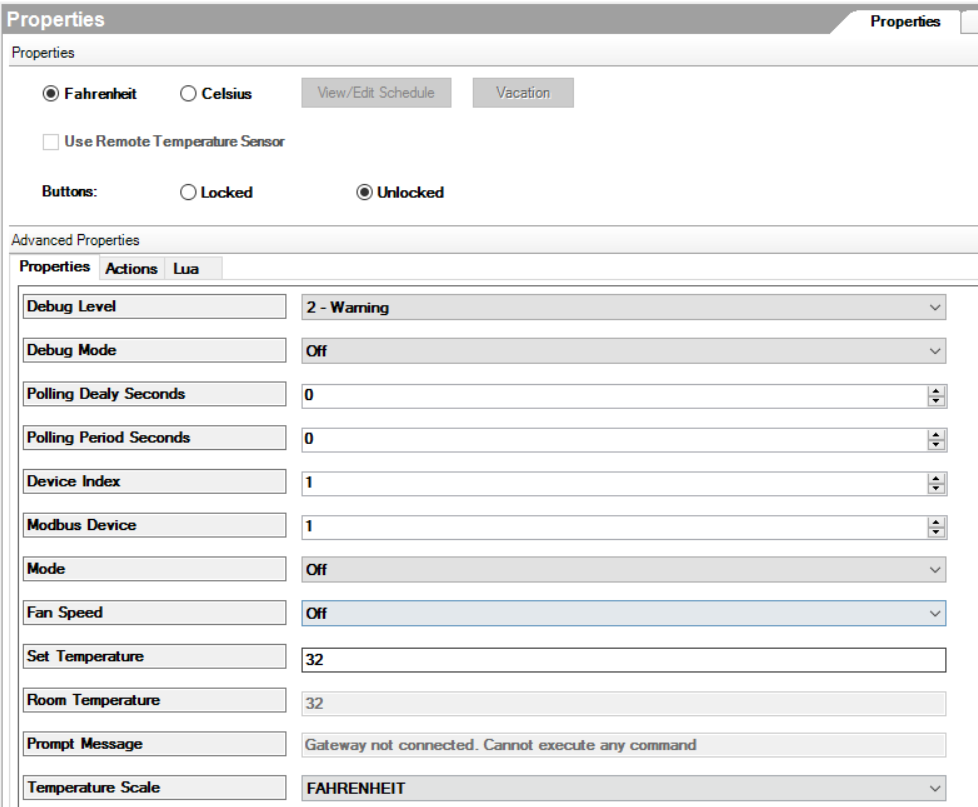 Properties Properties
Properties
Fahrenheit Celsius View/Edit Schedule Vacation
Use Remote Temperature Sensor
Buttons: Locked Unlocked
Advanced Properties
Properties Actions Lua
Debug Level 2 - Warning
Debug Mode Off
Polling Dealy Seconds 0
Polling Period Seconds 0
Device Index 1
Modbus Device 1
Mode Off
Fan Speed Off
Set Temperature 32
Room Temperature 32
Prompt Message Gateway not connected. Cannot execute any command
Temperature Scale FAHRENHEIT